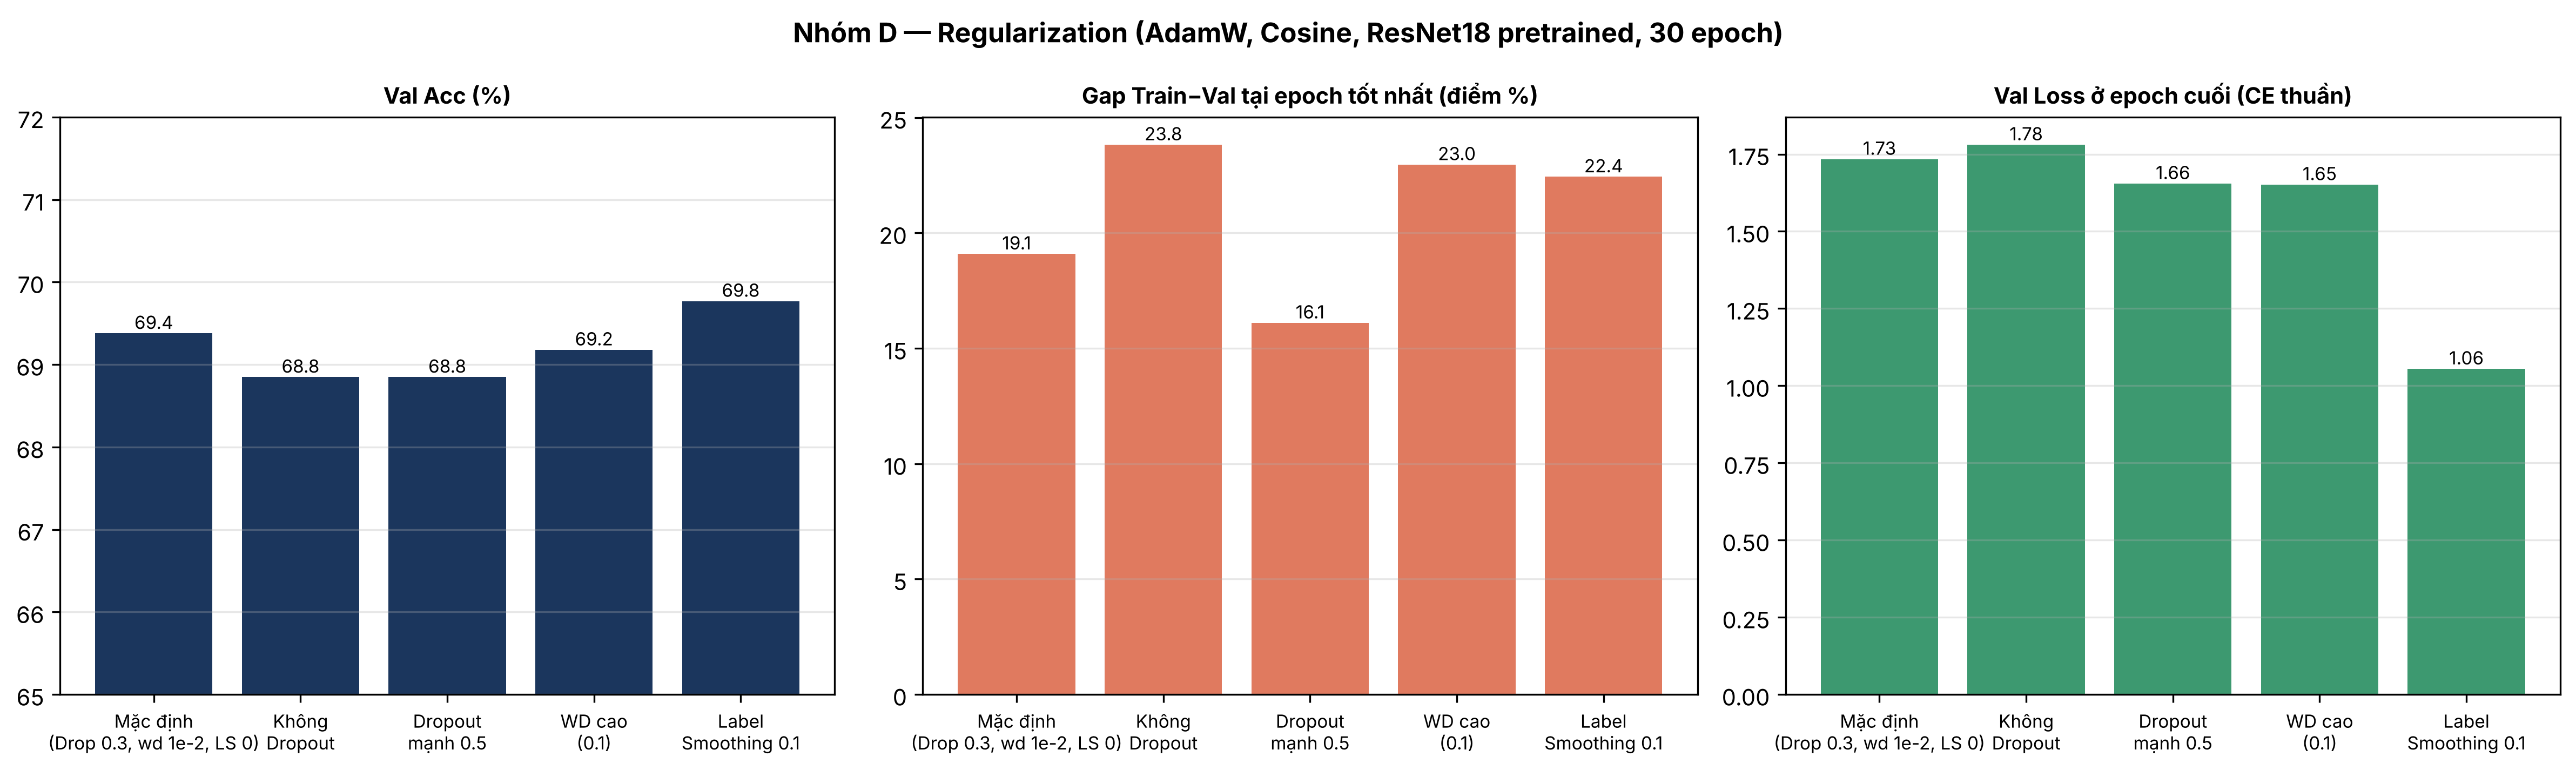 Nhóm D — Regularization (AdamW, Cosine, ResNet18 pretrained, 30 epoch)
Val Acc (%)
72
71
70
69
68
67
66
65
69.4
68.8
68.8
69.2
69.8
Mặc định
(Drop 0.3, wd 1e-2, LS 0)
Không
Dropout
Dropout
mạnh 0.5
WD cao
(0.1)
Label
Smoothing 0.1
Gap Train–Val tại epoch tốt nhất (điểm %)
25
20
15
10
5
0
19.1
23.8
16.1
23.0
22.4
Mặc định
(Drop 0.3, wd 1e-2, LS 0)
Không
Dropout
Dropout
mạnh 0.5
WD cao
(0.1)
Label
Smoothing 0.1
Val Loss ở epoch cuối (CE thuần)
1.75
1.50
1.25
1.00
0.75
0.50
0.25
0.00
1.73
1.78
1.66
1.65
1.06
Mặc định
(Drop 0.3, wd 1e-2, LS 0)
Không
Dropout
Dropout
mạnh 0.5
WD cao
(0.1)
Label
Smoothing 0.1